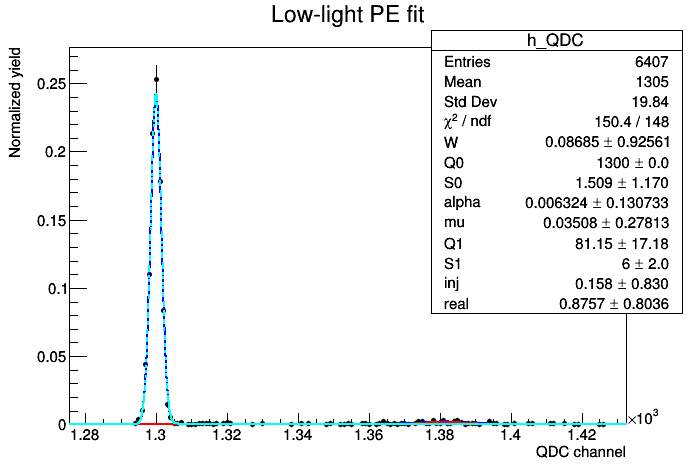 Low-light PE fit
h_QDC
Entries 6407
Mean 1305
Std Dev 19.84
χ² / ndf 150.4 / 148
W 0.08685 ± 0.92561
Q0 1300 ± 0.0
S0 1.509 ± 1.170
alpha 0.006324 ± 0.130733
mu 0.03508 ± 0.27813
Q1 81.15 ± 17.18
S1 6 ± 2.0
inj 0.158 ± 0.830
real 0.8757 ± 0.8036
Normalized yield
0.25
0.2
0.15
0.1
0.05
0
1.28 1.3 1.32 1.34 1.36 1.38 1.4 1.42
×10³
QDC channel